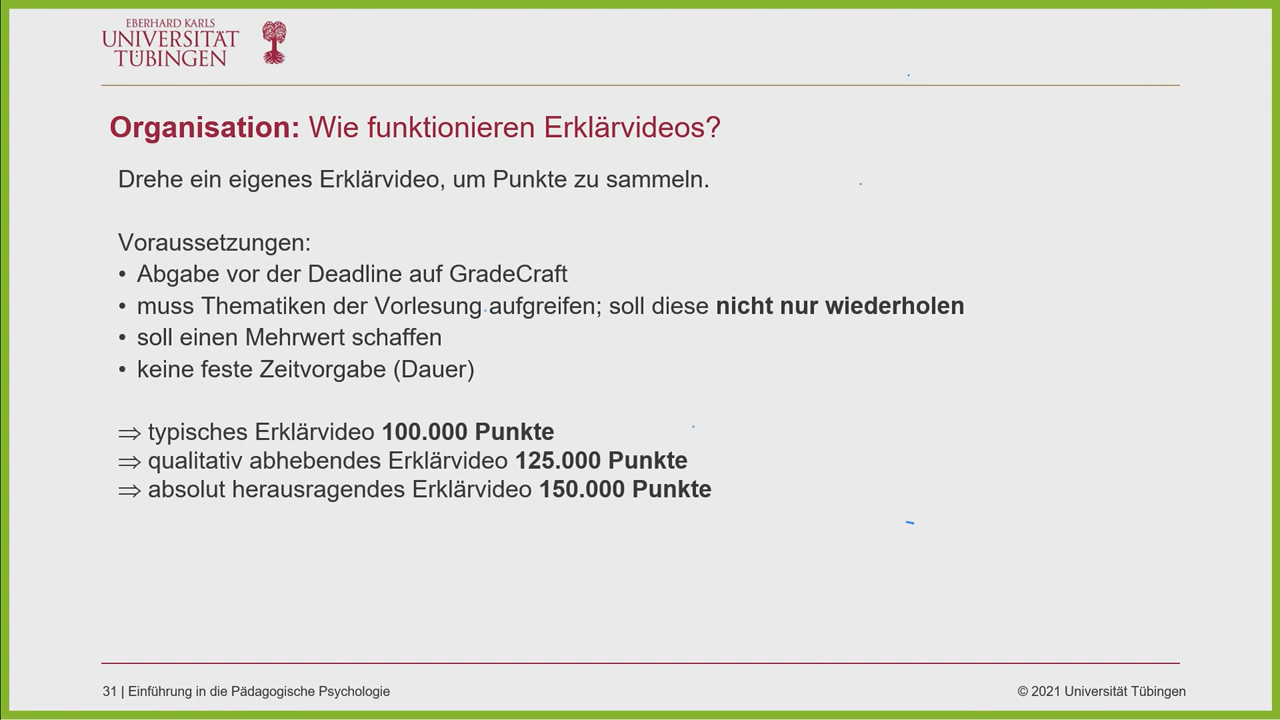 EBERHARD KARLS
UNIVERSITÄT
TÜBINGEN
Organisation: Wie funktionieren Erklärvideos?
Drehe ein eigenes Erklärvideo, um Punkte zu sammeln.
Voraussetzungen:
• Abgabe vor der Deadline auf GradeCraft
• muss Thematiken der Vorlesung aufgreifen; soll diese nicht nur wiederholen
• soll einen Mehrwert schaffen
• keine feste Zeitvorgabe (Dauer)
⇒ typisches Erklärvideo 100.000 Punkte
⇒ qualitativ abhebendes Erklärvideo 125.000 Punkte
⇒ absolut herausragendes Erklärvideo 150.000 Punkte
31 | Einführung in die Pädagogische Psychologie
© 2021 Universität Tübingen